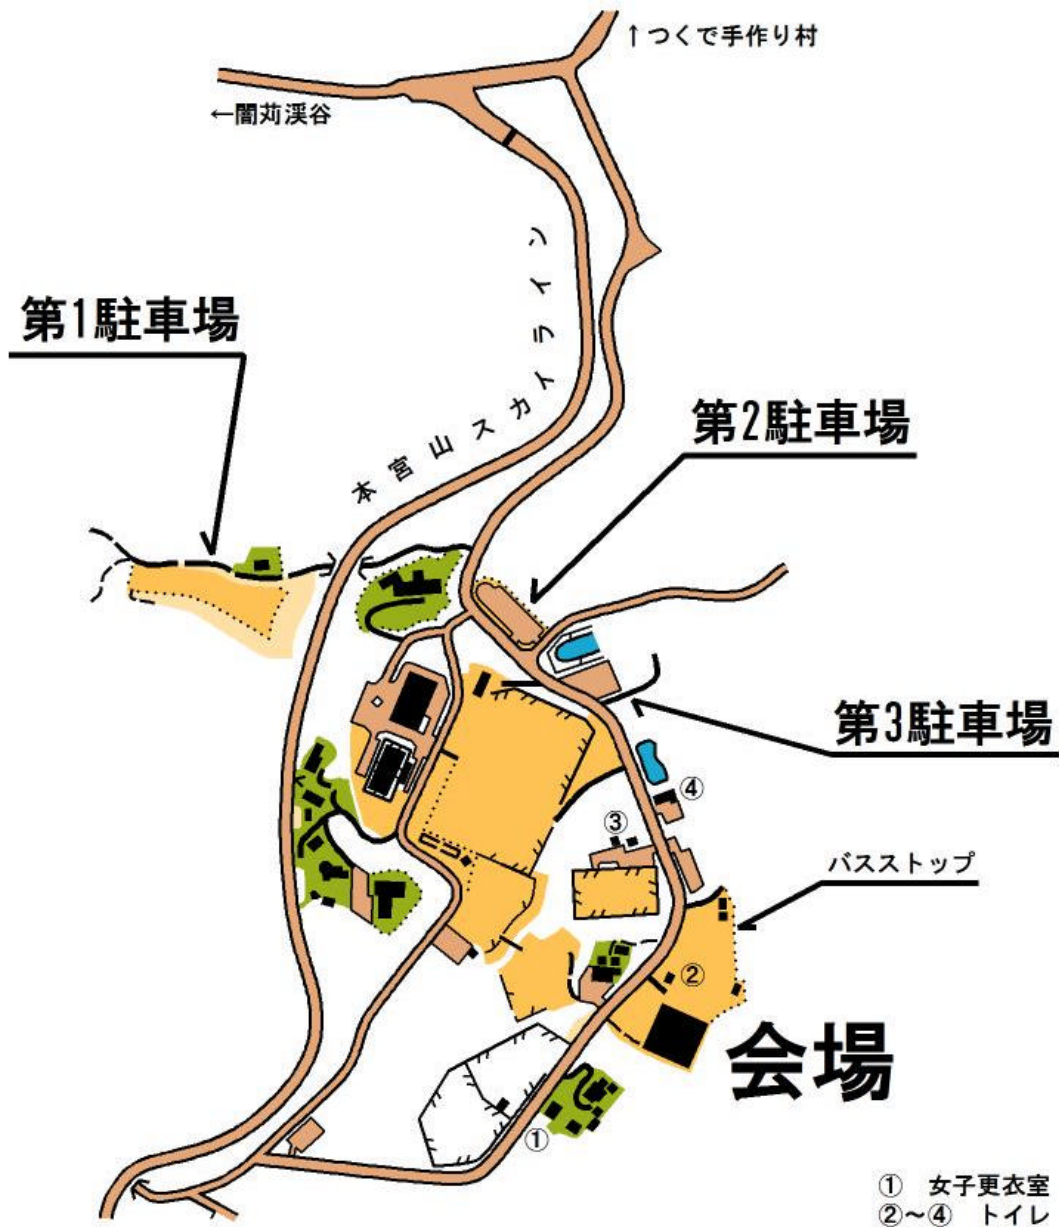 ↑つくで手作り村
←闇苅渓谷
本宮山スカイライン
第1駐車場
第2駐車場
第3駐車場
④
③
バスストップ
②
会場
①
① 女子更衣室
②～④ トイレ